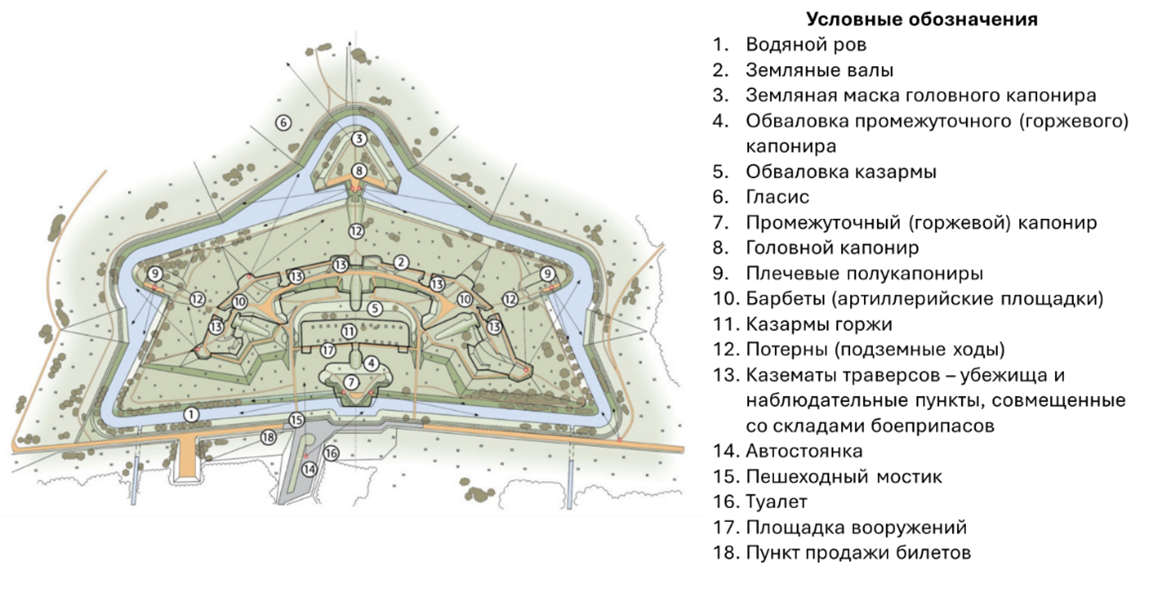 6
3
8
12
9
13
13
2
9
12
10
13
10
12
5
13
11
13
17
4
7
1
15
18
16
14
Условные обозначения
1. Водяной ров
2. Земляные валы
3. Земляная маска головного капонира
4. Обваловка промежуточного (горжевого)
капонира
5. Обваловка казармы
6. Гласис
7. Промежуточный (горжевой) капонир
8. Головной капонир
9. Плечевые полукапониры
10. Барбеты (артиллерийские площадки)
11. Казармы горжи
12. Потерны (подземные ходы)
13. Казематы траверсов – убежища и
наблюдательные пункты, совмещенные
со складами боеприпасов
14. Автостоянка
15. Пешеходный мостик
16. Туалет
17. Площадка вооружений
18. Пункт продажи билетов